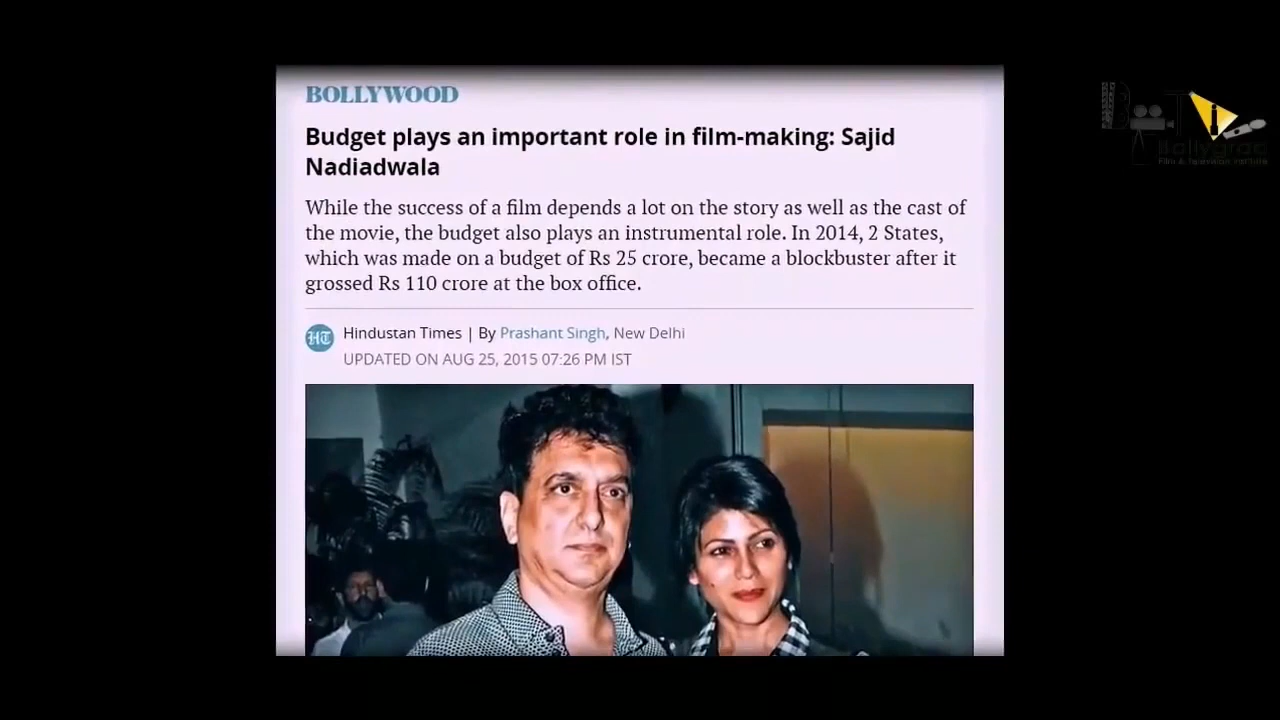 BOLLYWOOD
Budget plays an important role in film-making: Sajid
Nadiadwala
While the success of a film depends a lot on the story as well as the cast of
the movie, the budget also plays an instrumental role. In 2014, 2 States,
which was made on a budget of Rs 25 crore, became a blockbuster after it
grossed Rs 110 crore at the box office.
HT Hindustan Times | By Prashant Singh, New Delhi
UPDATED ON AUG 25, 2015 07:26 PM IST